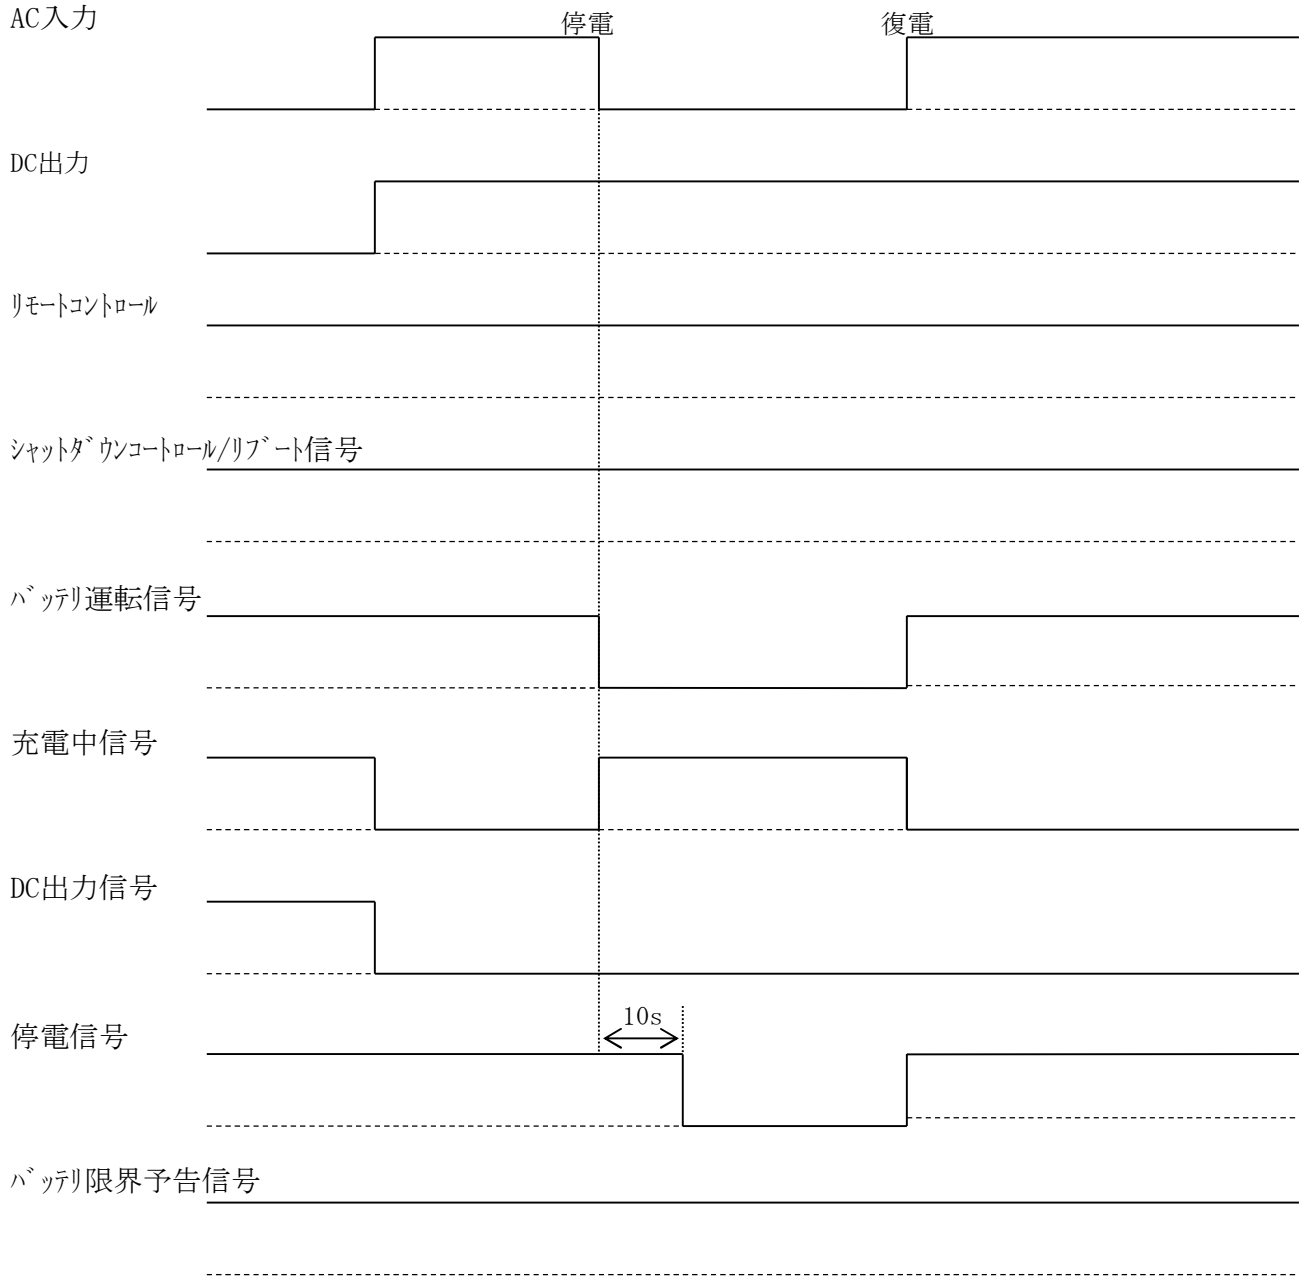 AC入力
停電
復電
DC出力
ﾘﾓｰﾄｺﾝﾄﾛｰﾙ
ｼｬｯﾄﾀﾞｳﾝｺｰﾄﾛｰﾙ/ﾘﾌﾞｰﾄ信号
ﾊﾞｯﾃﾘ運転信号
充電中信号
DC出力信号
10s
停電信号
ﾊﾞｯﾃﾘ限界予告信号